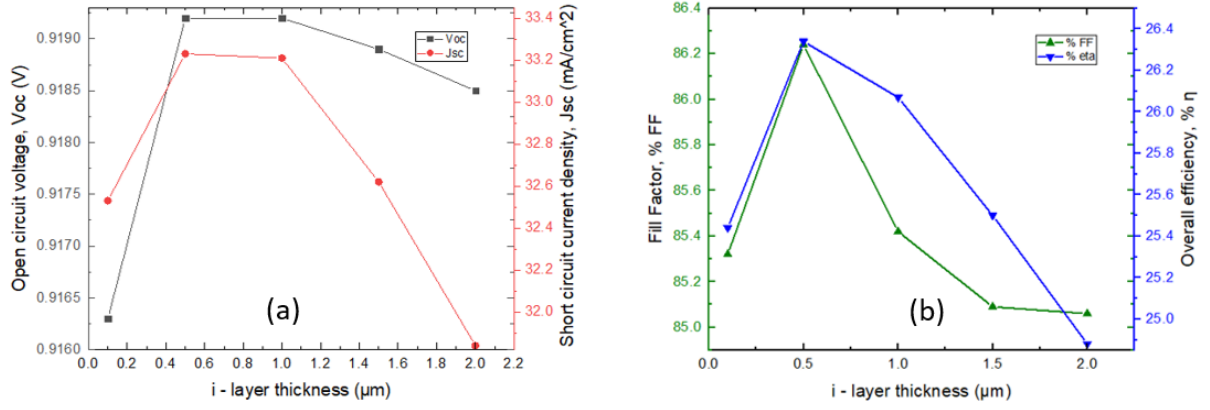 Open circuit voltage, Voc (V)
0.9190
0.9185
0.9180
0.9175
0.9170
0.9165
0.9160
0.0 0.2 0.4 0.6 0.8 1.0 1.2 1.4 1.6 1.8 2.0 2.2
i - layer thickness (μm)
Voc
Jsc
(a)
33.4
33.2
33.0
32.8
32.6
32.4
32.2
32.0
Short circuit current density, Jsc (mA/cm^2)
Fill Factor, % FF
86.4
86.2
86.0
85.8
85.6
85.4
85.2
85.0
0.0 0.5 1.0 1.5 2.0
i - layer thickness (μm)
% FF
% eta
(b)
26.6
26.4
26.2
26.0
25.8
25.6
25.4
25.2
25.0
Overall efficiency, % η